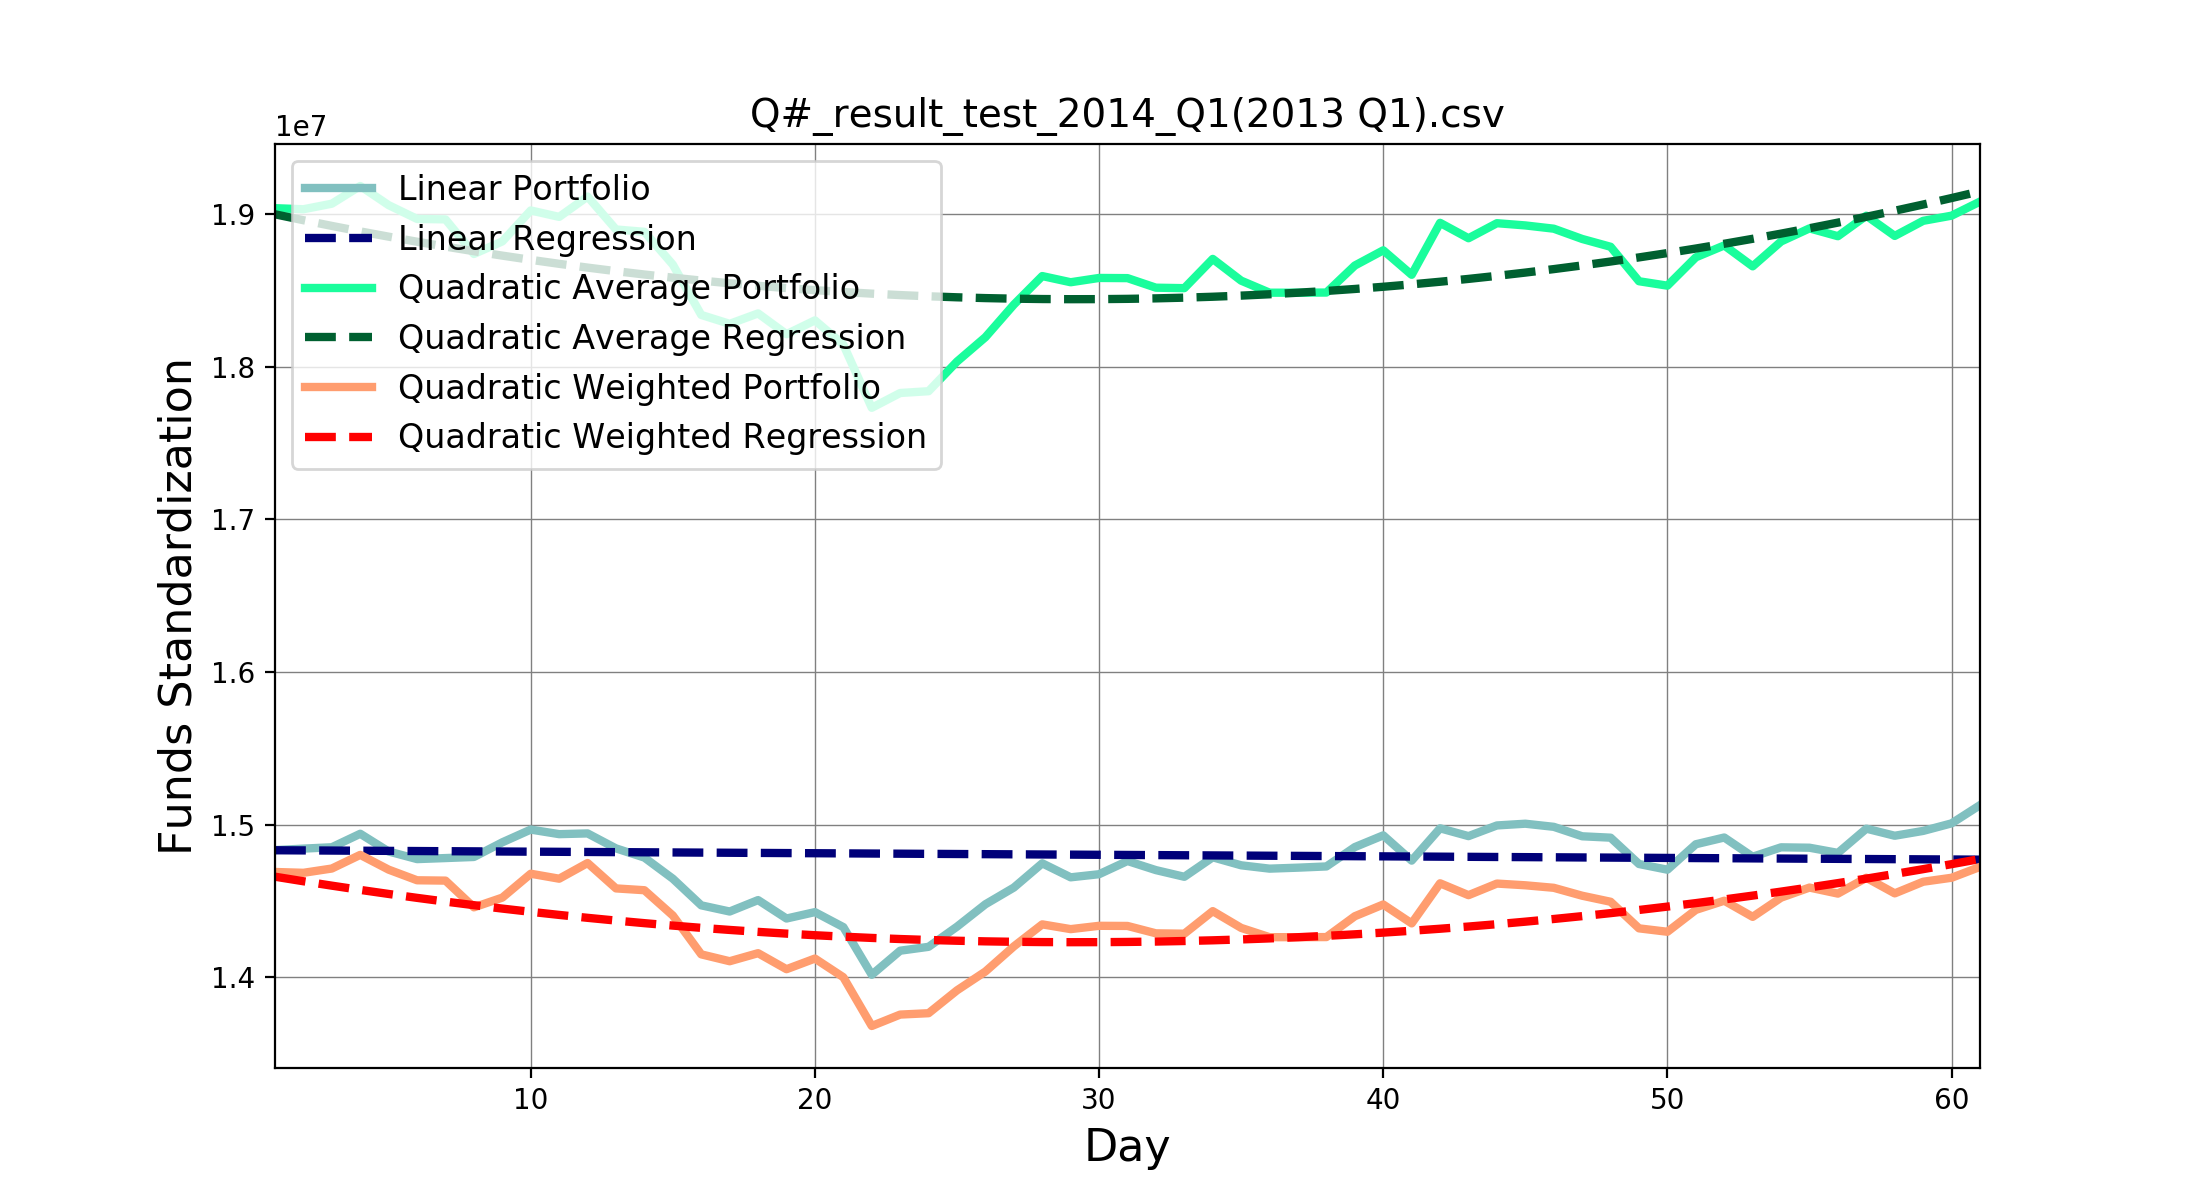 Q#_result_test_2014_Q1(2013 Q1).csv
1e7
Linear Portfolio
Linear Regression
Quadratic Average Portfolio
Quadratic Average Regression
Quadratic Weighted Portfolio
Quadratic Weighted Regression
Funds Standardization
1.9
1.8
1.7
1.6
1.5
1.4
10 20 30 40 50 60
Day